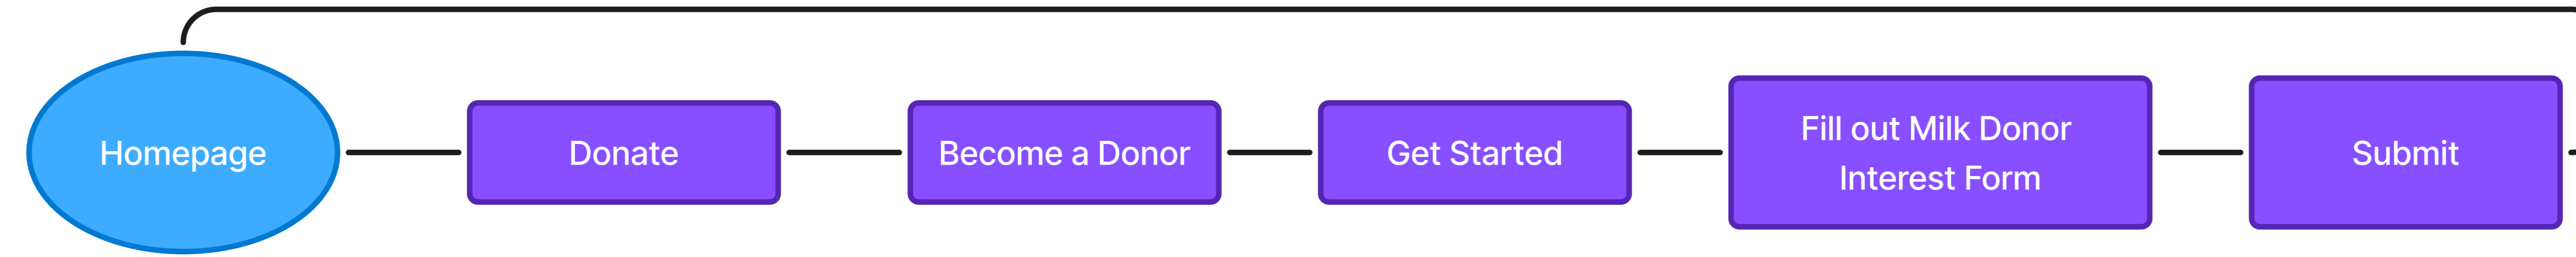 Homepage
Donate
Become a Donor
Get Started
Fill out Milk Donor
Interest Form
Submit